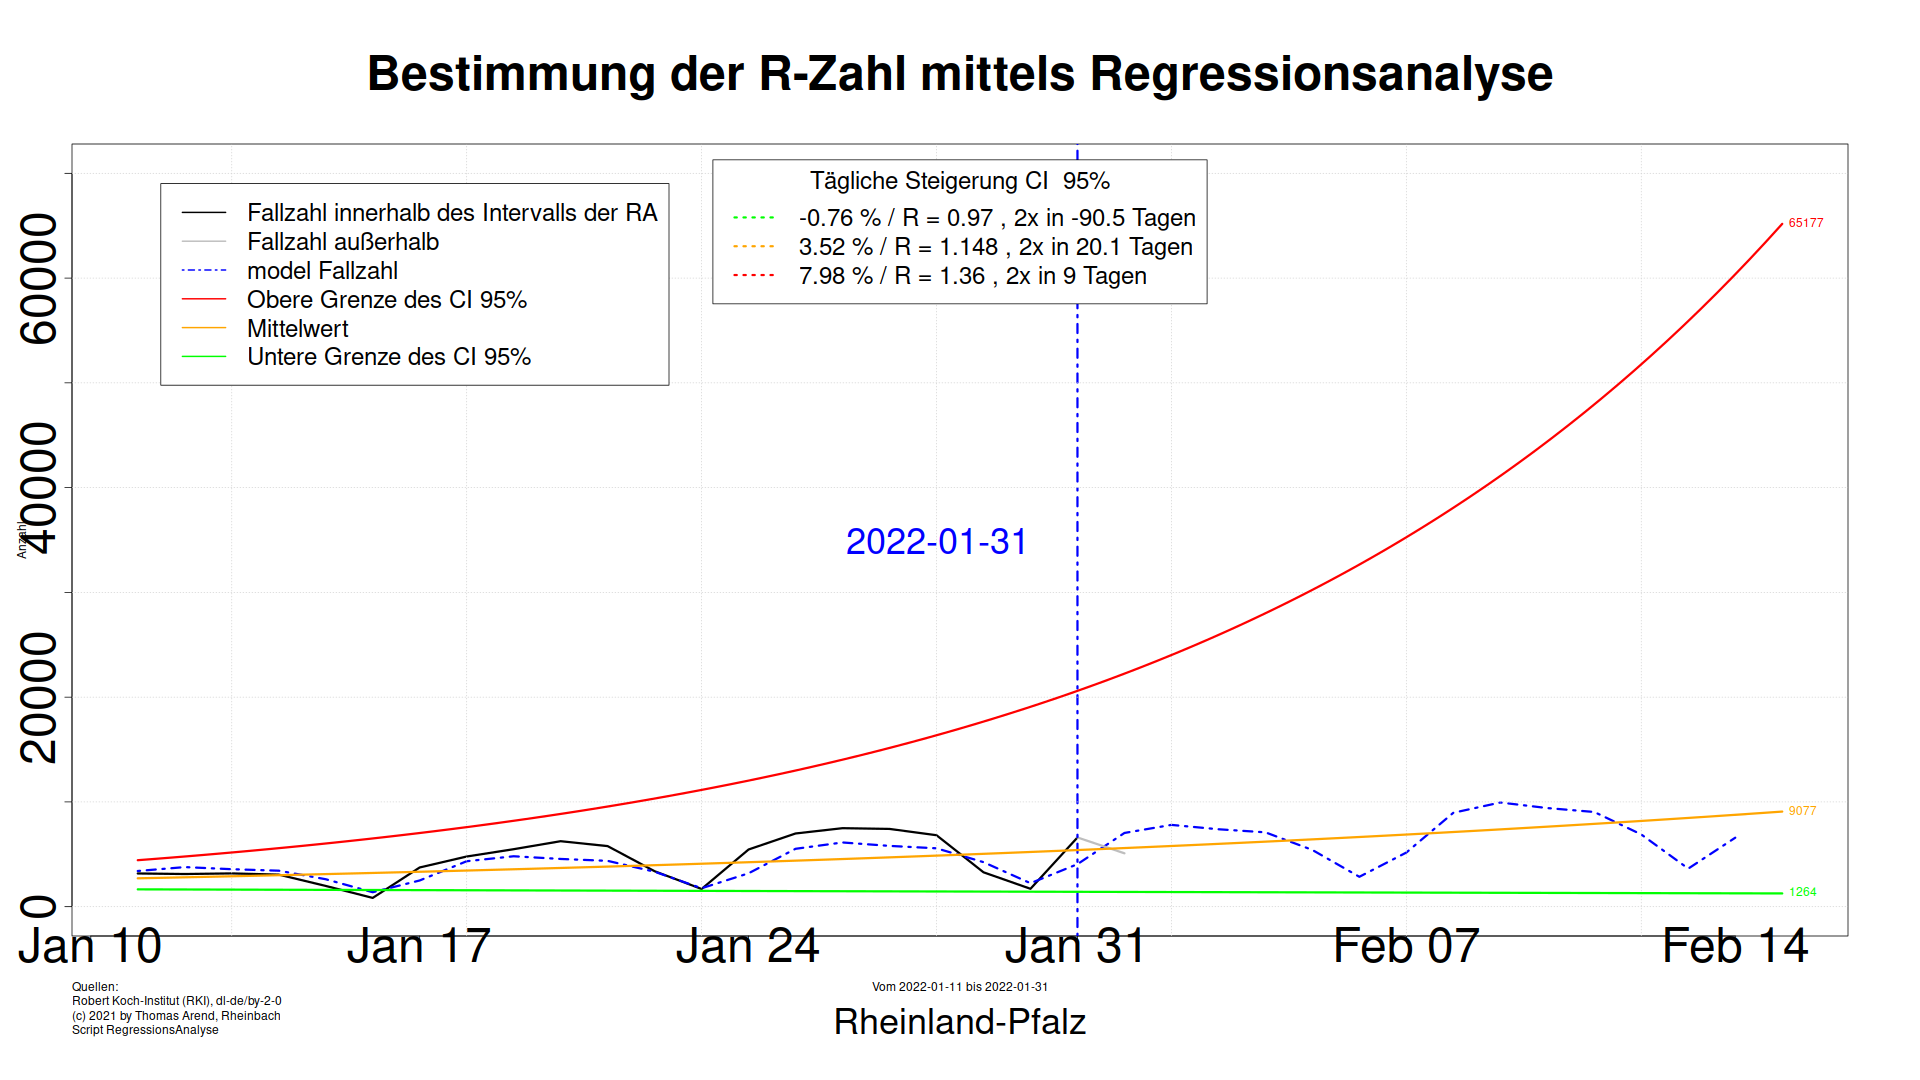 Bestimmung der R-Zahl mittels Regressionsanalyse
Fallzahl innerhalb des Intervalls der RA
Fallzahl außerhalb
model Fallzahl
Obere Grenze des CI 95%
Mittelwert
Untere Grenze des CI 95%
Tägliche Steigerung CI  95%
-0.76 % / R = 0.97 , 2x in -90.5 Tagen
3.52 % / R = 1.148 , 2x in 20.1 Tagen
7.98 % / R = 1.36 , 2x in 9 Tagen
65177
60000
40000
20000
0
Anzahl
2022-01-31
9077
1264
Jan 10
Jan 17
Jan 24
Jan 31
Feb 07
Feb 14
Quellen:
Robert Koch-Institut (RKI), dl-de/by-2-0
(c) 2021 by Thomas Arend, Rheinbach
Script RegressionsAnalyse
Vom 2022-01-11 bis 2022-01-31
Rheinland-Pfalz